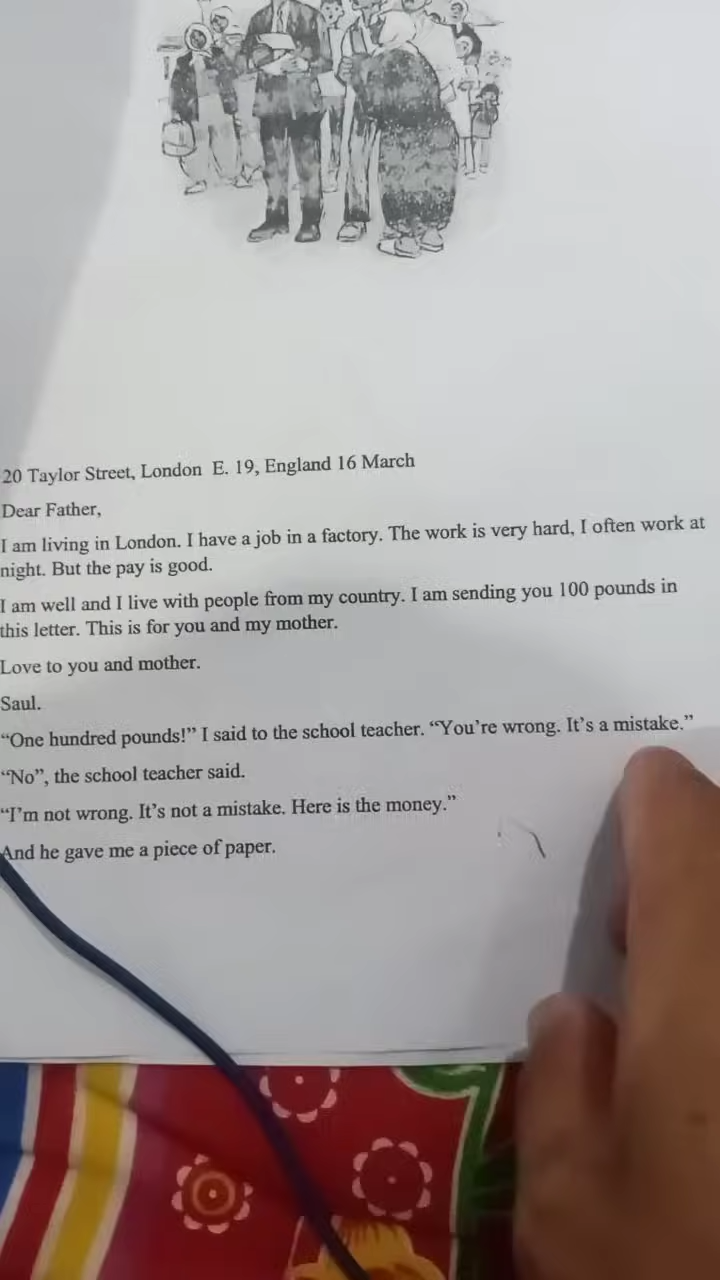 20 Taylor Street, London E. 19, England 16 March
Dear Father,
I am living in London. I have a job in a factory. The work is very hard, I often work at
night. But the pay is good.
I am well and I live with people from my country. I am sending you 100 pounds in
this letter. This is for you and my mother.
Love to you and mother.
Saul.
“One hundred pounds!” I said to the school teacher. “You’re wrong. It’s a mistake.”
“No”, the school teacher said.
“I’m not wrong. It’s not a mistake. Here is the money.”
And he gave me a piece of paper.